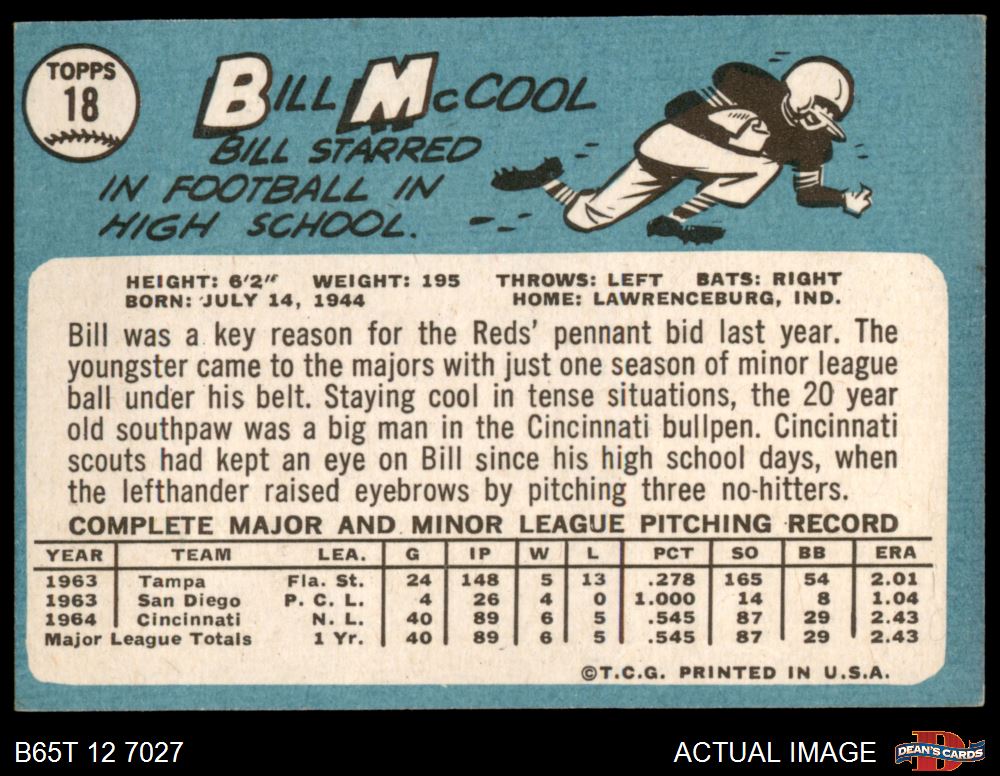 TOPPS
18
BILL McCOOL
BILL STARRED
IN FOOTBALL IN
HIGH SCHOOL.
HEIGHT: 6'2" WEIGHT: 195 THROWS: LEFT BATS: RIGHT
BORN: JULY 14, 1944 HOME: LAWRENCEBURG, IND.
Bill was a key reason for the Reds' pennant bid last year. The
youngster came to the majors with just one season of minor league
ball under his belt. Staying cool in tense situations, the 20 year
old southpaw was a big man in the Cincinnati bullpen. Cincinnati
scouts had kept an eye on Bill since his high school days, when
the lefthander raised eyebrows by pitching three no-hitters.
COMPLETE MAJOR AND MINOR LEAGUE PITCHING RECORD
YEAR TEAM LEA. G IP W L PCT SO BB ERA
1963 Tampa Fla. St. 24 148 5 13 .278 165 54 2.01
1963 San Diego P. C. L. 4 26 4 0 1.000 14 8 1.04
1964 Cincinnati N. L. 40 89 6 5 .545 87 29 2.43
Major League Totals 1 Yr. 40 89 6 5 .545 87 29 2.43
©T.C.G. PRINTED IN U.S.A.
B65T 12 7027 ACTUAL IMAGE DEAN'S CARDS